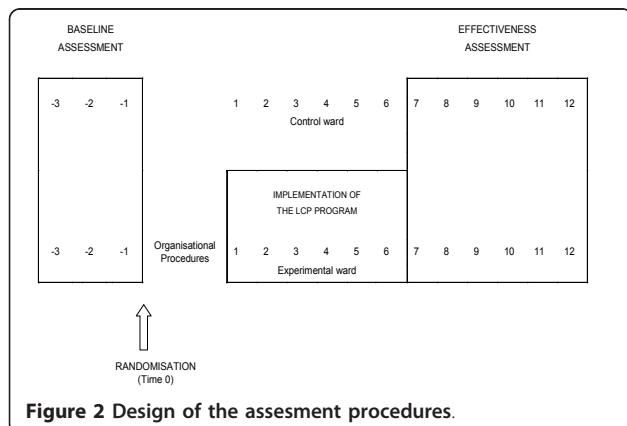 BASELINE
ASSESSMENT
EFFECTIVENESS
ASSESSMENT
-3 -2 -1 1 2 3 4 5 6 7 8 9 10 11 12
Control ward
IMPLEMENTATION OF
THE LCP PROGRAM
-3 -2 -1 Organisational Procedures 1 2 3 4 5 6 7 8 9 10 11 12
Experimental ward
RANDOMISATION
(Time 0)
Figure 2 Design of the assesment procedures.